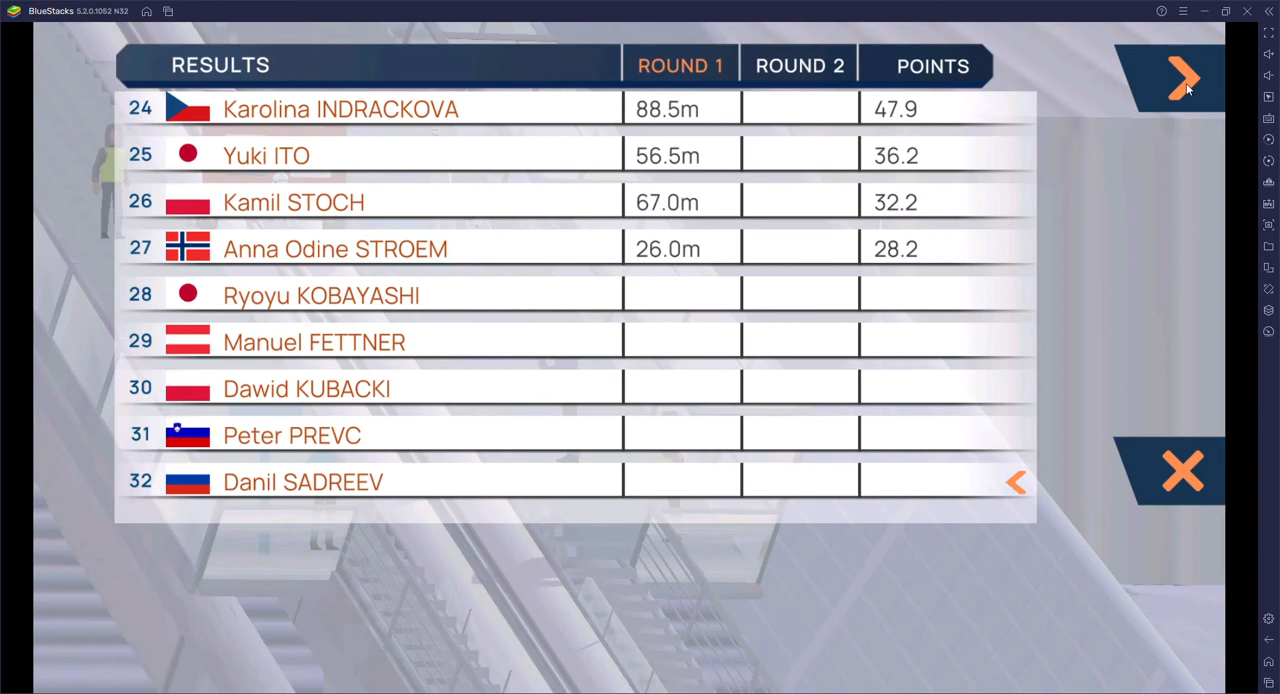 BlueStacks 5.2.0.1052 N32
RESULTS ROUND 1 ROUND 2 POINTS
24 Karolina INDRACKOVA 88.5m 47.9
25 Yuki ITO 56.5m 36.2
26 Kamil STOCH 67.0m 32.2
27 Anna Odine STROEM 26.0m 28.2
28 Ryoyu KOBAYASHI
29 Manuel FETTNER
30 Dawid KUBACKI
31 Peter PREVC
32 Danil SADREEV